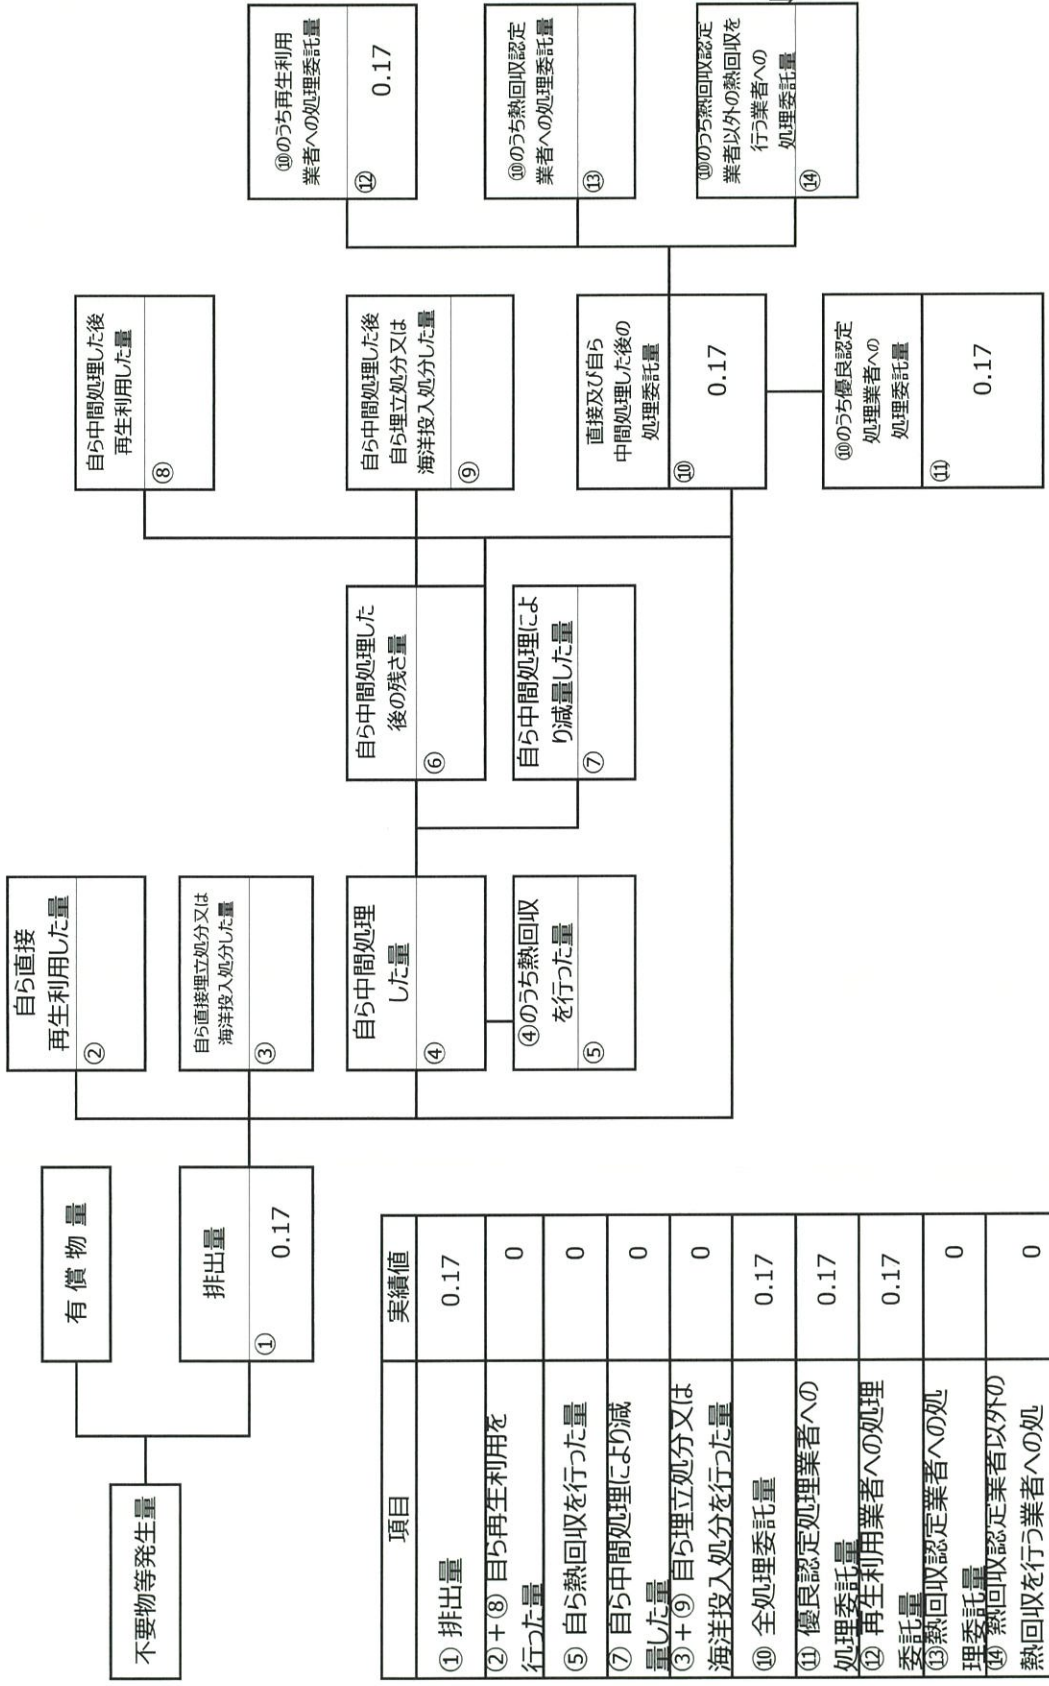 不要物等発生量
有 償 物 量
排出量
①
0.17
自ら直接
再生利用した量
②
自ら直接埋立処分又は
海洋投入処分した量
③
自ら中間処理
した量
④
④のうち熱回収
を行った量
⑤
自ら中間処理した
後の残さ量
⑥
自ら中間処理によ
り減量した量
⑦
自ら中間処理した後
再生利用した量
⑧
自ら中間処理した後
自ら埋立処分又は
海洋投入処分した量
⑨
直接及び自ら
中間処理した後の
処理委託量
⑩
0.17
⑩のうち優良認定
処理業者への
処理委託量
⑪
0.17
⑩のうち再生利用
業者への処理委託量
⑫
0.17
⑩のうち熱回収認定
業者への処理委託量
⑬
⑩のうち熱回収認定
業者以外の熱回収を
行う業者への
処理委託量
⑭
項目 実績値
① 排出量 0.17
②+⑧ 自ら再生利用を
行った量 0
⑤ 自ら熱回収を行った量 0
⑦ 自ら中間処理により減
量した量 0
③+⑨ 自ら埋立処分又は
海洋投入処分を行った量 0
⑩ 全処理委託量 0.17
⑪ 優良認定処理業者への
処理委託量 0.17
⑫ 再生利用業者への処理
委託量 0.17
⑬熱回収認定業者への処
理委託量 0
⑭ 熱回収認定業者以外の
熱回収を行う業者への処 0